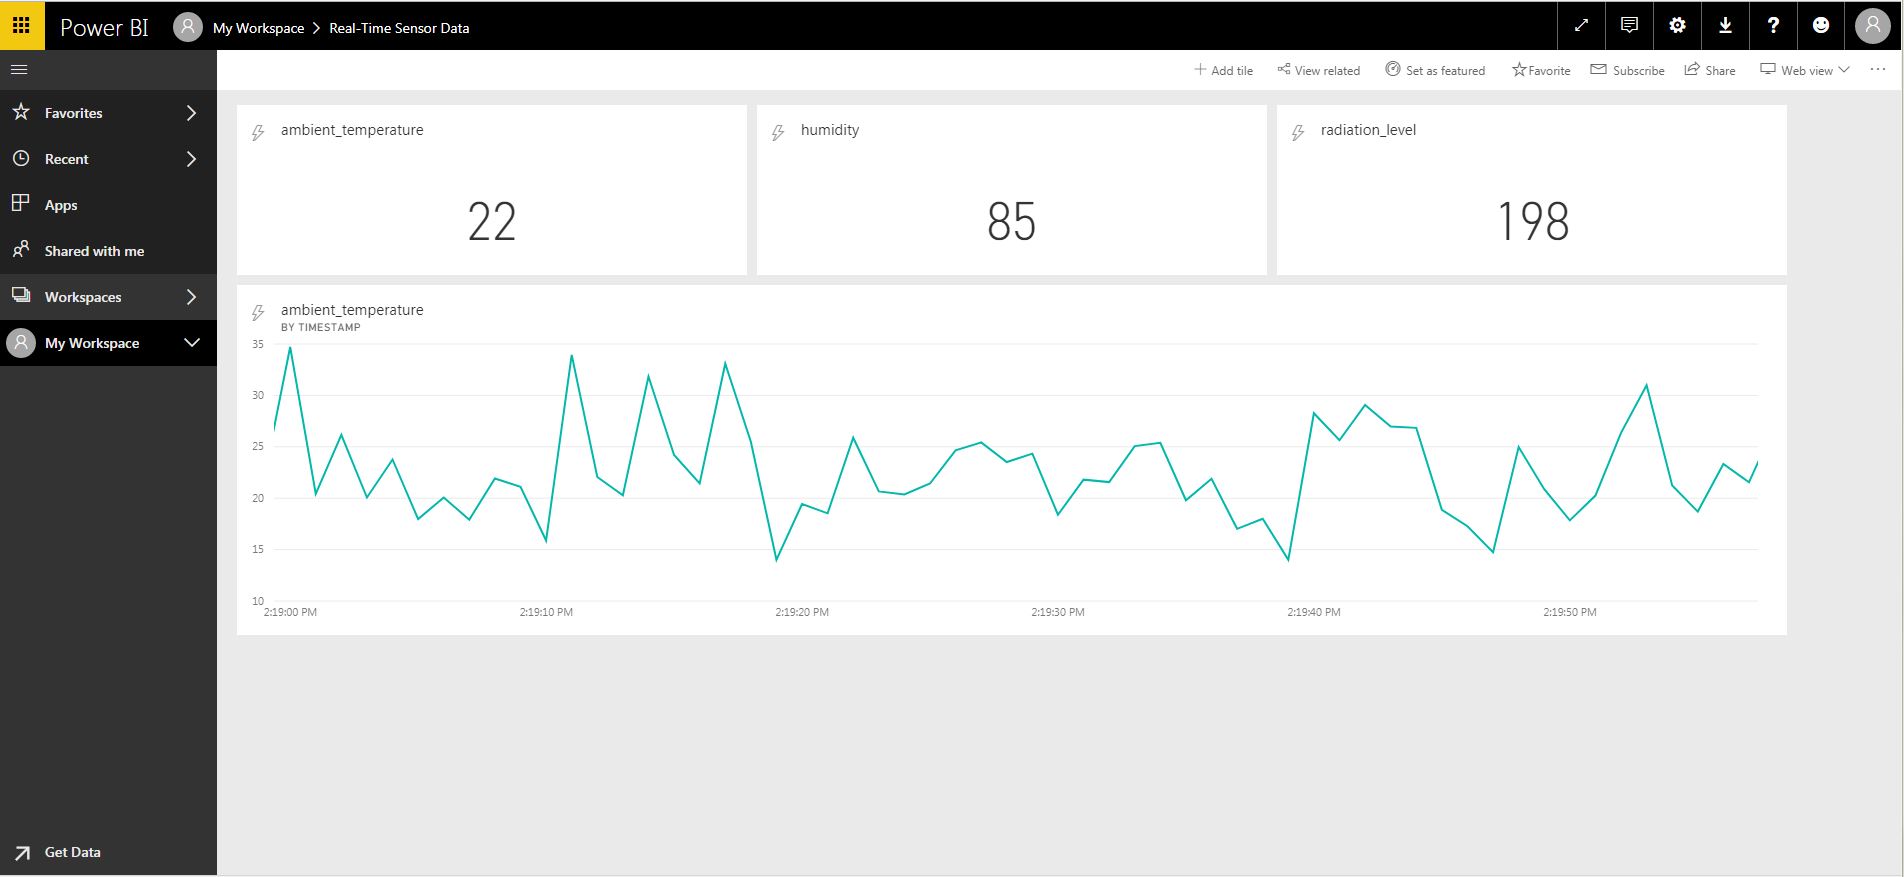 Power BI
My Workspace > Real-Time Sensor Data
?
Add tile
View related
Set as featured
Favorite
Subscribe
Share
Web view
...
Favorites
Recent
Apps
Shared with me
Workspaces
My Workspace
Get Data
ambient_temperature
22
humidity
85
radiation_level
198
ambient_temperature
BY TIMESTAMP
35
30
25
20
15
10
2:19:00 PM 2:19:10 PM 2:19:20 PM 2:19:30 PM 2:19:40 PM 2:19:50 PM